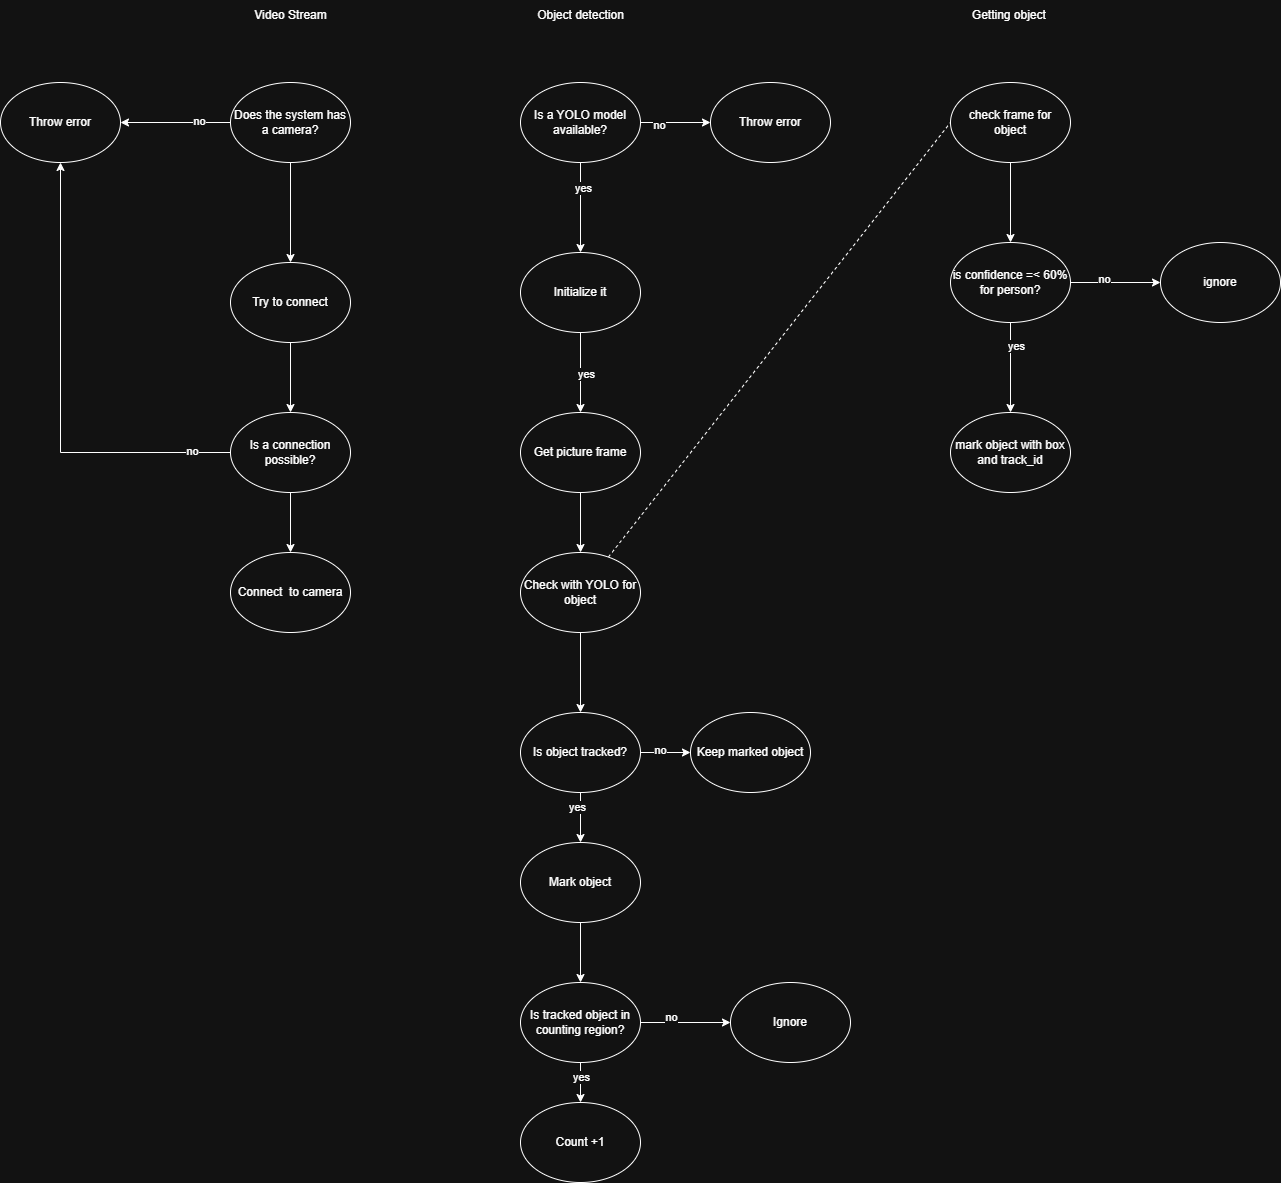 Video Stream
Object detection
Getting object
Throw error
no
Does the system has
a camera?
Try to connect
no
Is a connection
possible?
Connect  to camera
Is a YOLO model
available?
no
Throw error
yes
Initialize it
yes
Get picture frame
Check with YOLO for
object
Is object tracked?
no
Keep marked object
yes
Mark object
Is tracked object in
counting region?
no
Ignore
yes
Count +1
check frame for
object
is confidence =< 60%
for person?
no
ignore
yes
mark object with box
and track_id